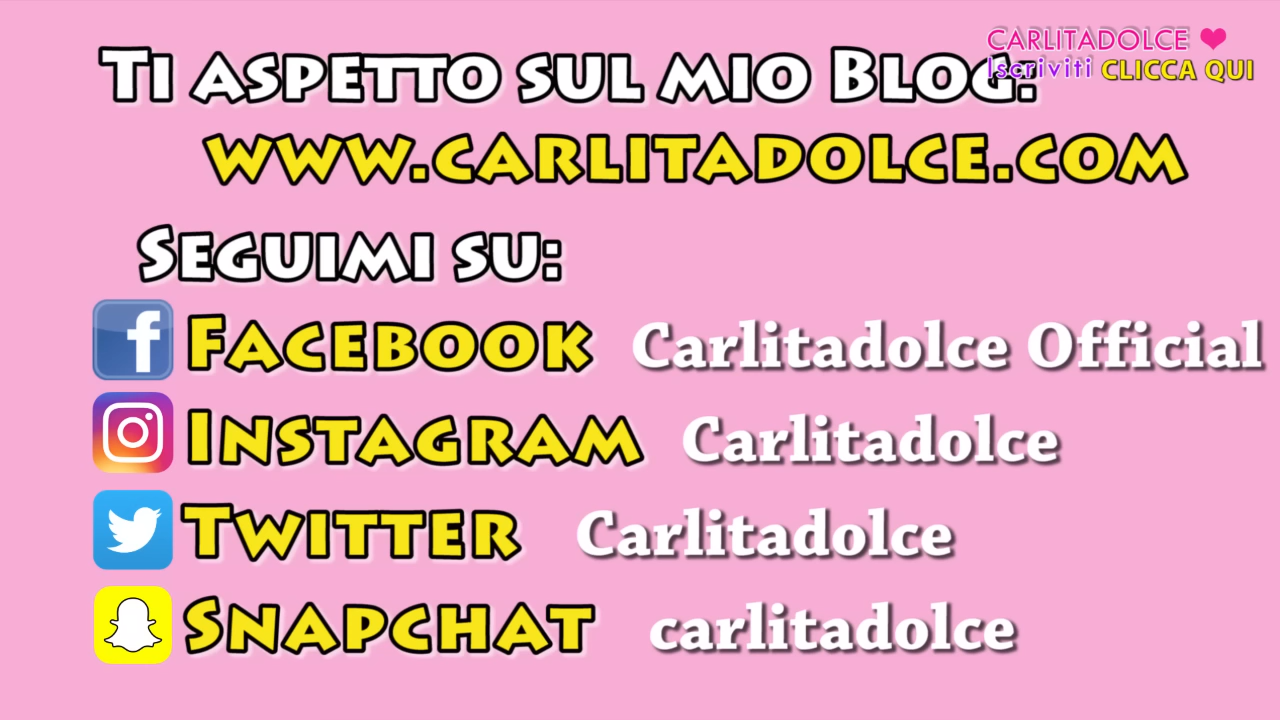 Ti aspetto sul mio Blog:
www.carlitadolce.com
CARLITADOLCE ❤
Iscriviti CLICCA QUI
Seguimi su:
Facebook Carlitadolce Official
Instagram Carlitadolce
Twitter Carlitadolce
Snapchat carlitadolce